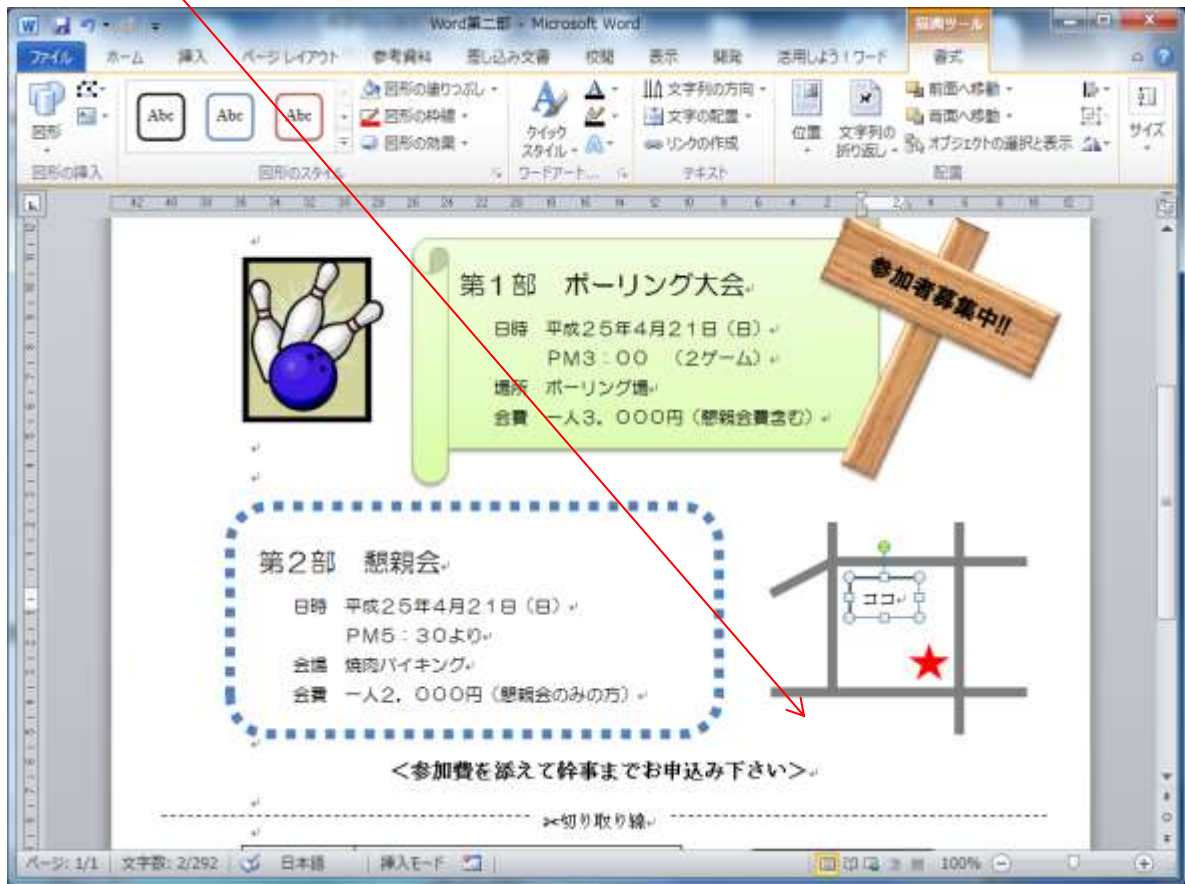 Word第二部 - Microsoft Word
描画ツール
ファイル ホーム 挿入 ページ レイアウト 参考資料 差し込み文書 校閲 表示 開発 活用しよう！ワード 書式
図形
Abc Abc Abc
図形の塗りつぶし
図形の枠線
図形の効果
クイック
スタイル
文字列の方向
文字の配置
リンクの作成
位置
文字列の
折り返し
前面へ移動
背面へ移動
オブジェクトの選択と表示
サイズ
図形の挿入 図形のスタイル ワードアート... テキスト 配置
第１部　ボーリング大会
日時　平成２５年４月２１日（日）
ＰＭ３：００　（２ゲーム）
場所　ボーリング場
会費　一人３，０００円（懇親会費含む）
参加者募集中!!
第２部　懇親会
日時　平成２５年４月２１日（日）
ＰＭ５：３０より
会場　焼肉バイキング
会費　一人２，０００円（懇親会のみの方）
ココ
＜参加費を添えて幹事までお申込み下さい＞
切り取り線
ページ: 1/1 文字数: 2/292 日本語 挿入モード 100%